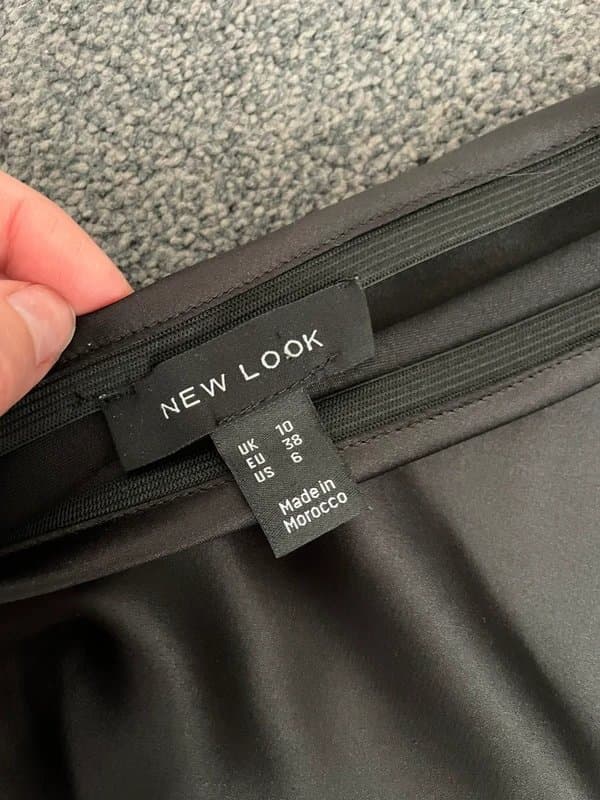 NEW LOOK
UK 10
EU 38
US 6
Made in
Morocco